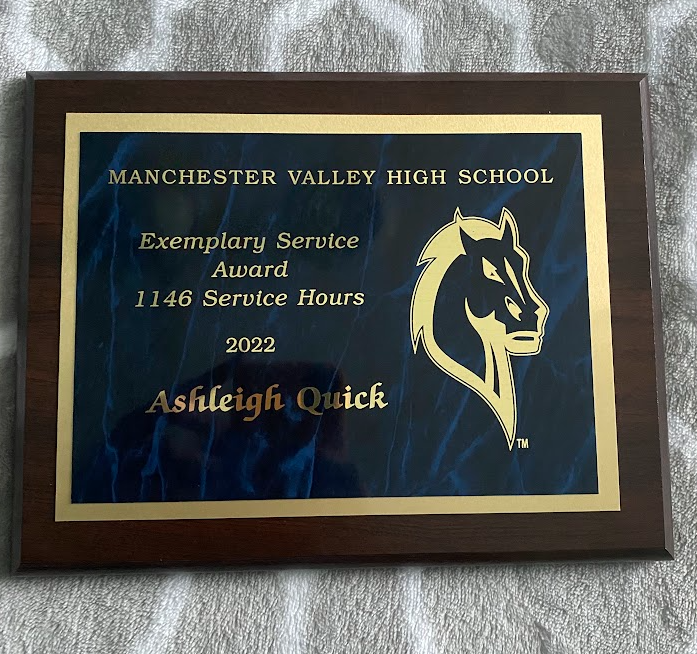 MANCHESTER VALLEY HIGH SCHOOL
Exemplary Service
Award
1146 Service Hours
2022
Ashleigh Quick
TM